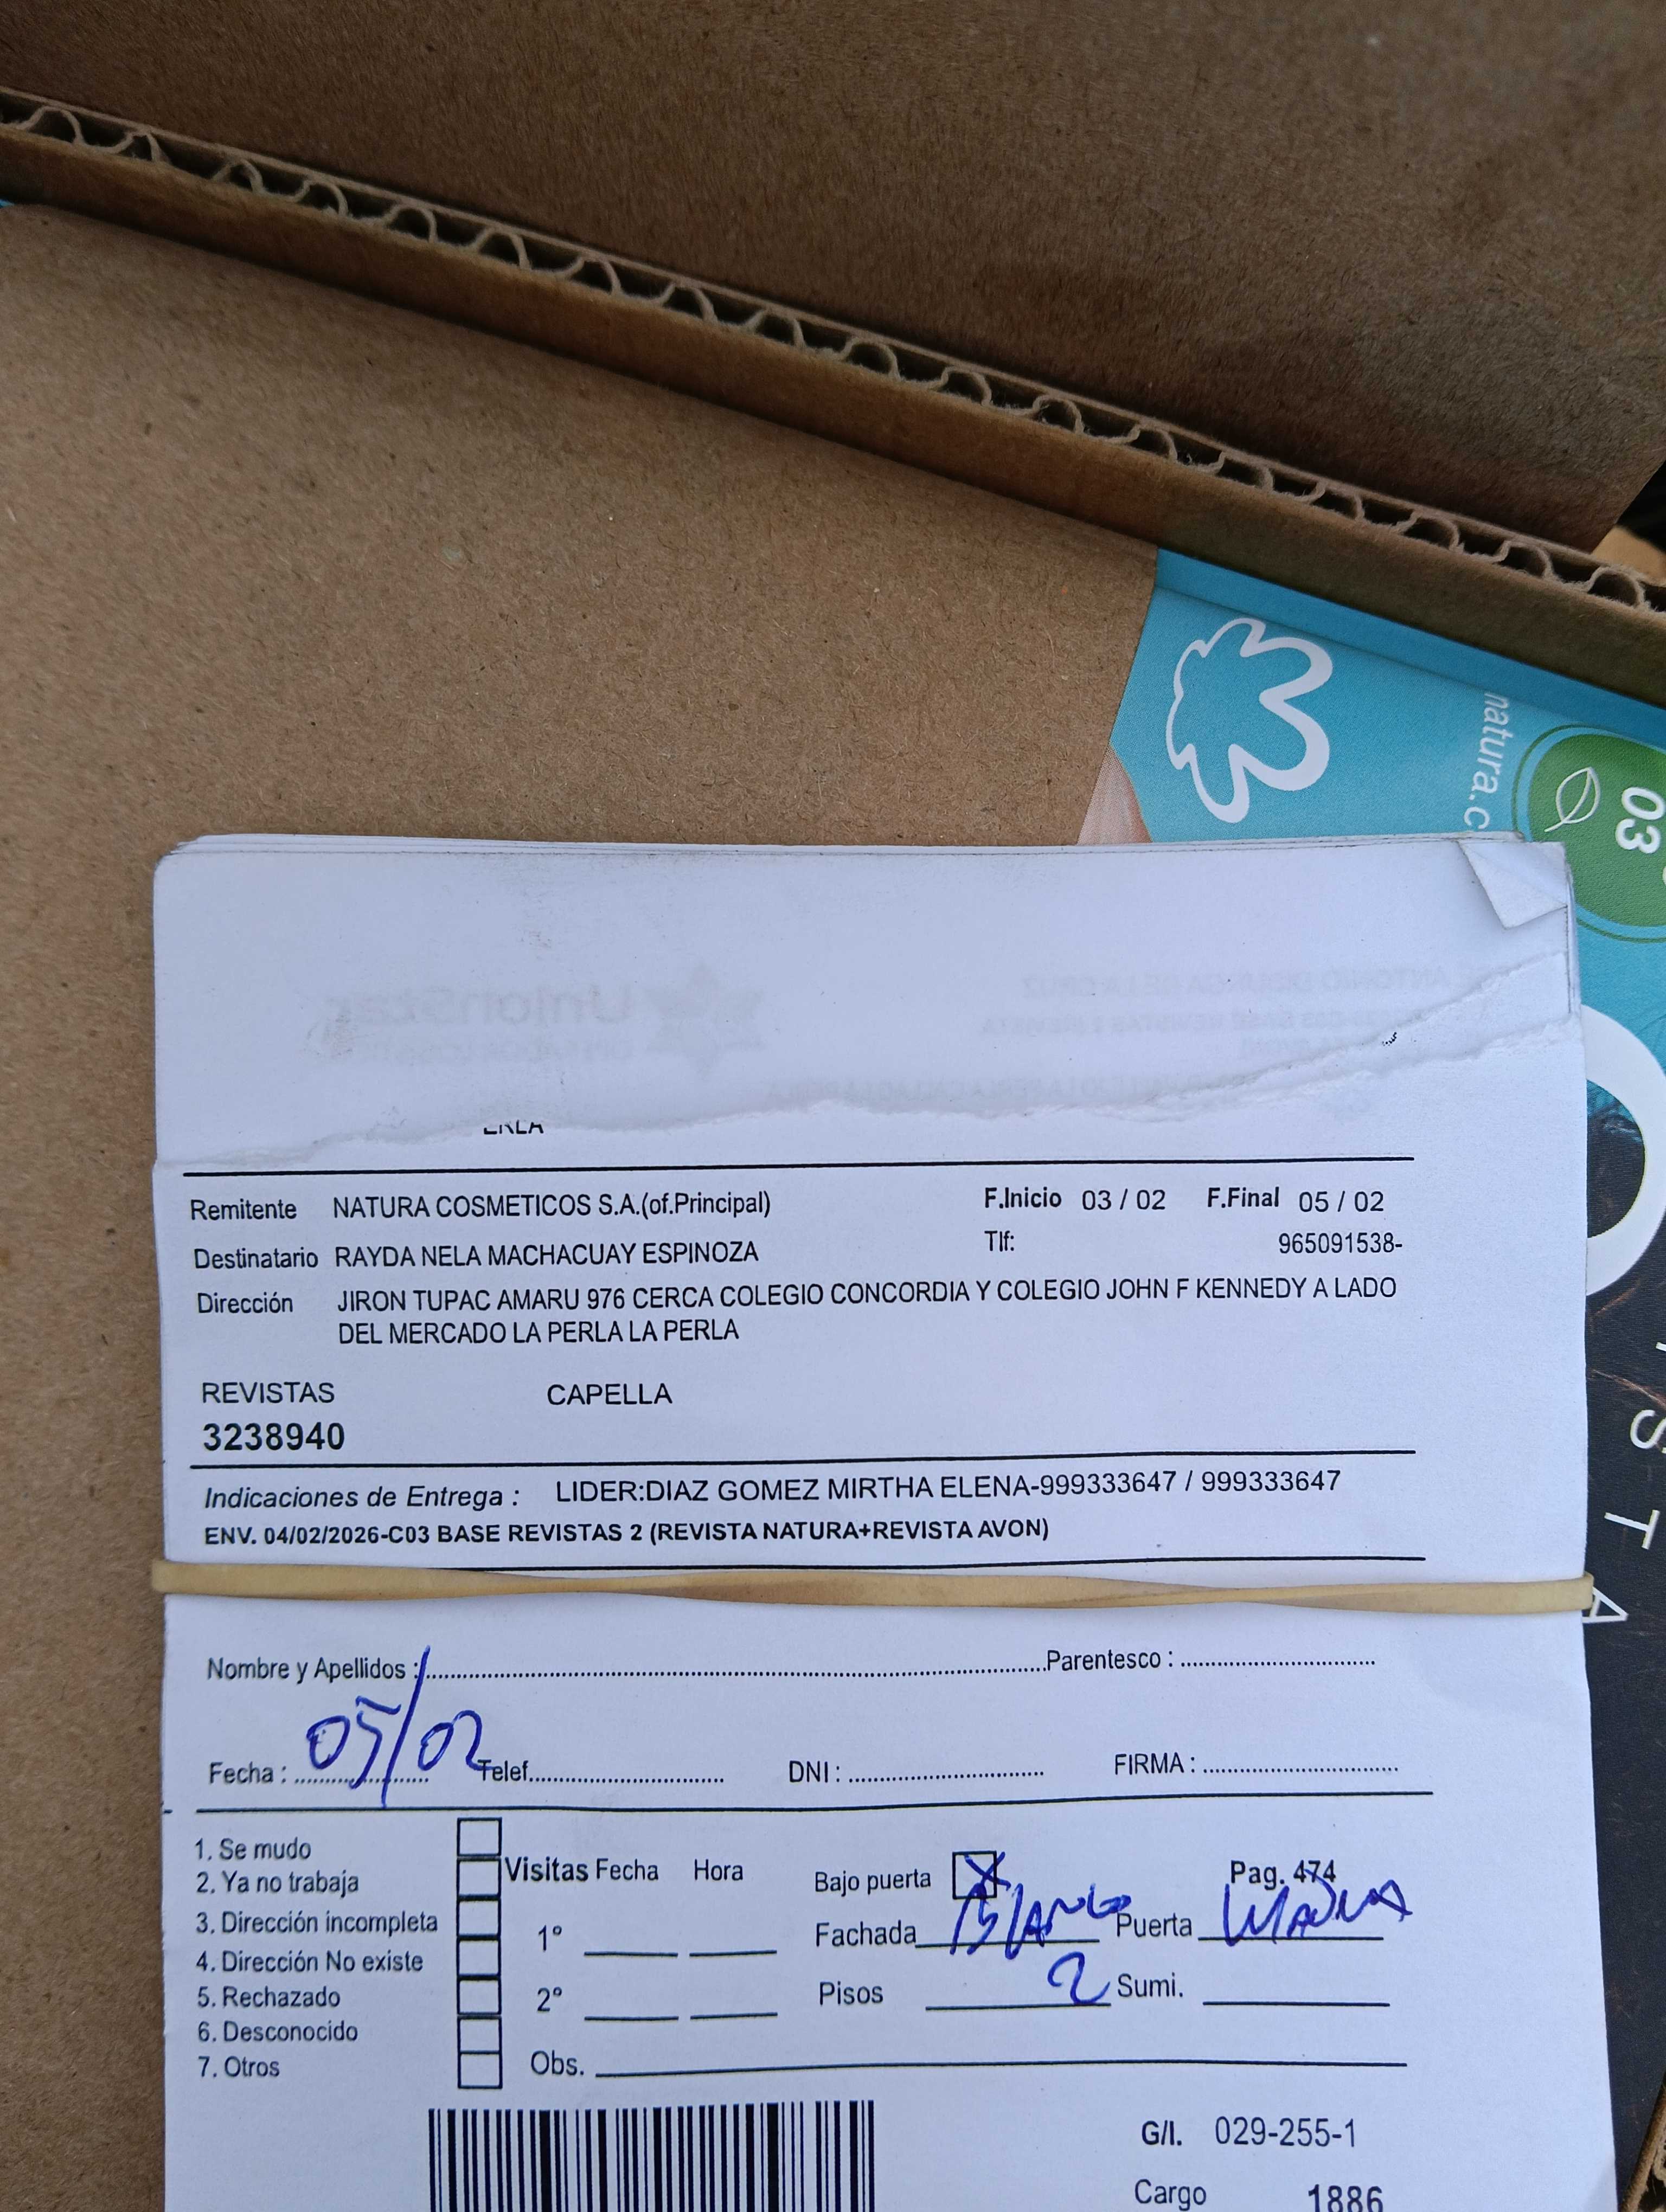 natura.c
03
Remitente NATURA COSMETICOS S.A.(of.Principal) F.Inicio 03 / 02 F.Final 05 / 02
Destinatario RAYDA NELA MACHACUAY ESPINOZA Tlf: 965091538-
Dirección JIRON TUPAC AMARU 976 CERCA COLEGIO CONCORDIA Y COLEGIO JOHN F KENNEDY A LADO
DEL MERCADO LA PERLA LA PERLA
REVISTAS CAPELLA
3238940
Indicaciones de Entrega : LIDER:DIAZ GOMEZ MIRTHA ELENA-999333647 / 999333647
ENV. 04/02/2026-C03 BASE REVISTAS 2 (REVISTA NATURA+REVISTA AVON)
Nombre y Apellidos : Parentesco :
Fecha : 05/02 Telef. DNI : FIRMA :
1. Se mudo
2. Ya no trabaja
3. Dirección incompleta
4. Dirección No existe
5. Rechazado
6. Desconocido
7. Otros
Visitas Fecha Hora
1°
2°
Obs.
Bajo puerta X Pag. 474
Fachada Blanco Puerta
Pisos 2 Sumi.
G/I. 029-255-1
Cargo 1886
S T A